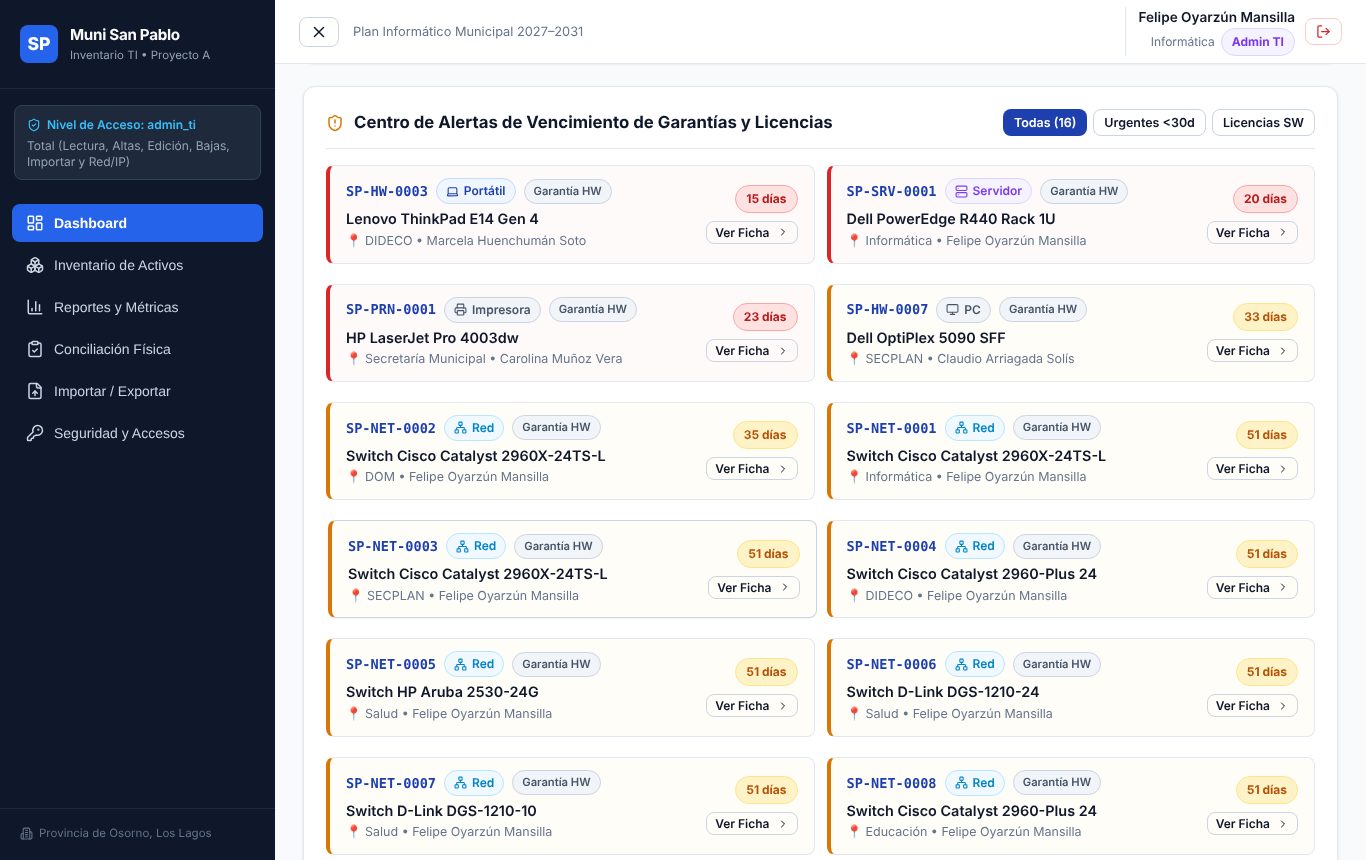 SP
Muni San Pablo
Inventario TI • Proyecto A
Nivel de Acceso: admin_ti
Total (Lectura, Altas, Edición, Bajas,
Importar y Red/IP)
Dashboard
Inventario de Activos
Reportes y Métricas
Conciliación Física
Importar / Exportar
Seguridad y Accesos
Provincia de Osorno, Los Lagos
Plan Informático Municipal 2027–2031
Felipe Oyarzún Mansilla
Informática Admin TI
Centro de Alertas de Vencimiento de Garantías y Licencias
Todas (16) Urgentes <30d Licencias SW
SP-HW-0003 Portátil Garantía HW
15 días
Lenovo ThinkPad E14 Gen 4
Ver Ficha
DIDECO • Marcela Huenchumán Soto
SP-SRV-0001 Servidor Garantía HW
20 días
Dell PowerEdge R440 Rack 1U
Ver Ficha
Informática • Felipe Oyarzún Mansilla
SP-PRN-0001 Impresora Garantía HW
23 días
HP LaserJet Pro 4003dw
Ver Ficha
Secretaría Municipal • Carolina Muñoz Vera
SP-HW-0007 PC Garantía HW
33 días
Dell OptiPlex 5090 SFF
Ver Ficha
SECPLAN • Claudio Arriagada Solís
SP-NET-0002 Red Garantía HW
35 días
Switch Cisco Catalyst 2960X-24TS-L
Ver Ficha
DOM • Felipe Oyarzún Mansilla
SP-NET-0001 Red Garantía HW
51 días
Switch Cisco Catalyst 2960X-24TS-L
Ver Ficha
Informática • Felipe Oyarzún Mansilla
SP-NET-0003 Red Garantía HW
51 días
Switch Cisco Catalyst 2960X-24TS-L
Ver Ficha
SECPLAN • Felipe Oyarzún Mansilla
SP-NET-0004 Red Garantía HW
51 días
Switch Cisco Catalyst 2960-Plus 24
Ver Ficha
DIDECO • Felipe Oyarzún Mansilla
SP-NET-0005 Red Garantía HW
51 días
Switch HP Aruba 2530-24G
Ver Ficha
Salud • Felipe Oyarzún Mansilla
SP-NET-0006 Red Garantía HW
51 días
Switch D-Link DGS-1210-24
Ver Ficha
Salud • Felipe Oyarzún Mansilla
SP-NET-0007 Red Garantía HW
51 días
Switch D-Link DGS-1210-10
Ver Ficha
Salud • Felipe Oyarzún Mansilla
SP-NET-0008 Red Garantía HW
51 días
Switch Cisco Catalyst 2960-Plus 24
Ver Ficha
Educación • Felipe Oyarzún Mansilla